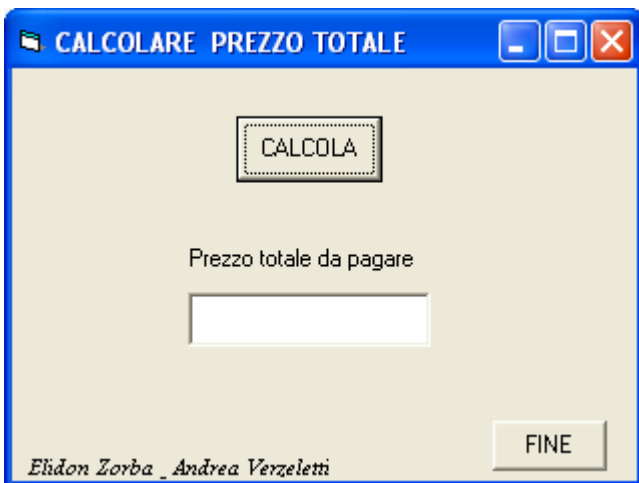 CALCOLARE PREZZO TOTALE
CALCOLA
Prezzo totale da pagare
FINE
Elidon Zorba _ Andrea Verzeletti